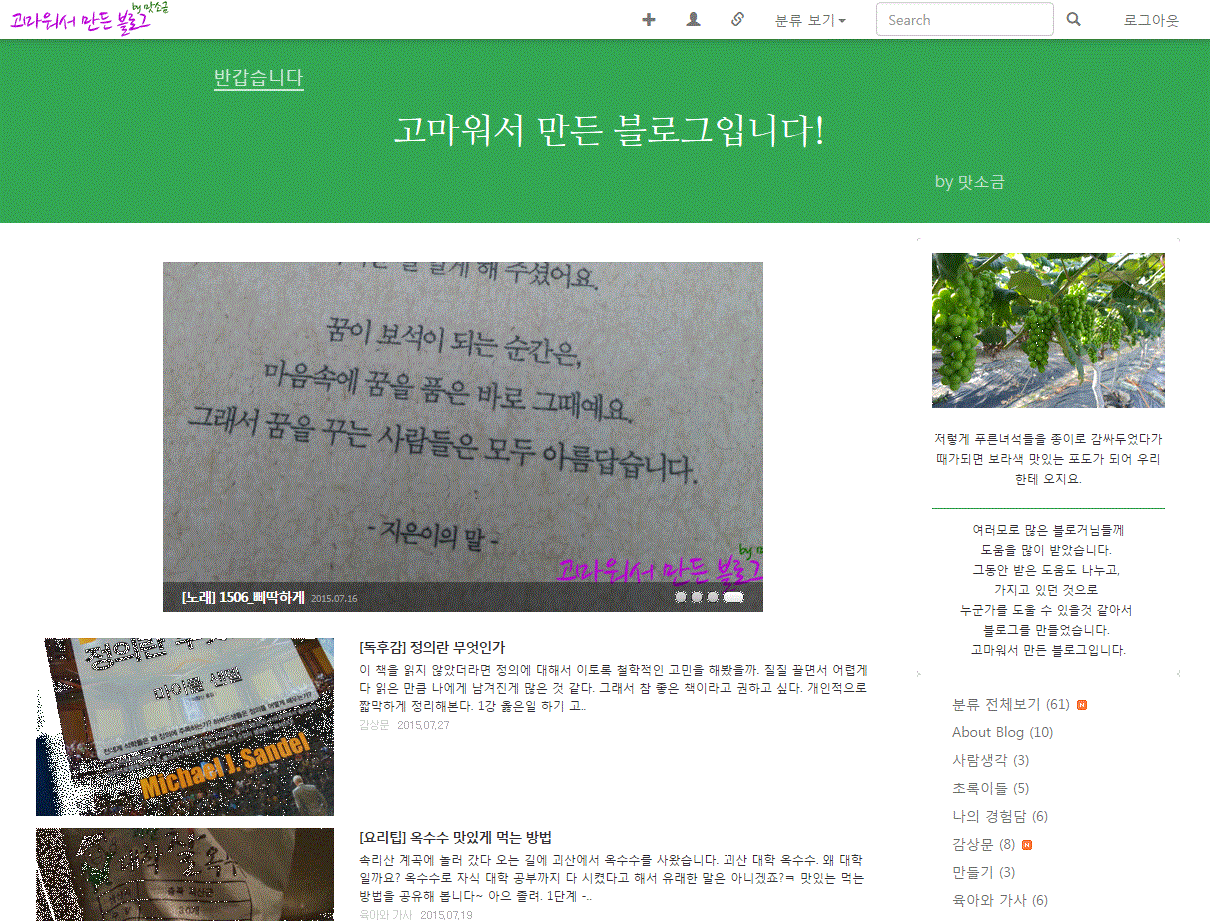 고마워서 만든 블로그
by 맛소금
분류 보기
Search
로그아웃
반갑습니다
고마워서 만든 블로그입니다!
by 맛소금
해 주셨어요.
꿈이 보석이 되는 순간은,
마음속에 꿈을 품은 바로 그때예요.
그래서 꿈을 꾸는 사람들은 모두 아름답습니다.
- 지은이의 말 -
고마워서 만든 블로그
[노래] 1506_삐딱하게 2015.07.16
저렇게 푸른녀석들을 종이로 감싸두었다가
때가되면 보라색 맛있는 포도가 되어 우리
한테 오지요.
여러모로 많은 블로거님들께
도움을 많이 받았습니다.
그동안 받은 도움도 나누고,
가지고 있던 것으로
누군가를 도울 수 있을것 같아서
블로그를 만들었습니다.
고마워서 만든 블로그입니다.
정의란
마이클 샌델
Michael J. Sandel
[독후감] 정의란 무엇인가
이 책을 읽지 않았더라면 정의에 대해서 이토록 철학적인 고민을 해봤을까. 질질 끌면서 어렵게
다 읽은 만큼 나에게 남겨진게 많은 것 같다. 그래서 참 좋은 책이라고 권하고 싶다. 개인적으로
짧막하게 정리해본다. 1강 옳은일 하기 고..
감상문 2015.07.27
[요리팁] 옥수수 맛있게 먹는 방법
속리산 계곡에 놀러 갔다 오는 길에 괴산에서 옥수수를 사왔습니다. 괴산 대학 옥수수. 왜 대학
일까요? 옥수수로 자식 대학 공부까지 다 시켰다고 해서 유래한 말은 아니겠죠?ㅋ 맛있는 먹는
방법을 공유해 봅니다~ 아으 졸려. 1단계 -..
육아와 가사 2015.07.19
분류 전체보기 (61)
About Blog (10)
사람생각 (3)
초록이들 (5)
나의 경험담 (6)
감상문 (8)
만들기 (3)
육아와 가사 (6)